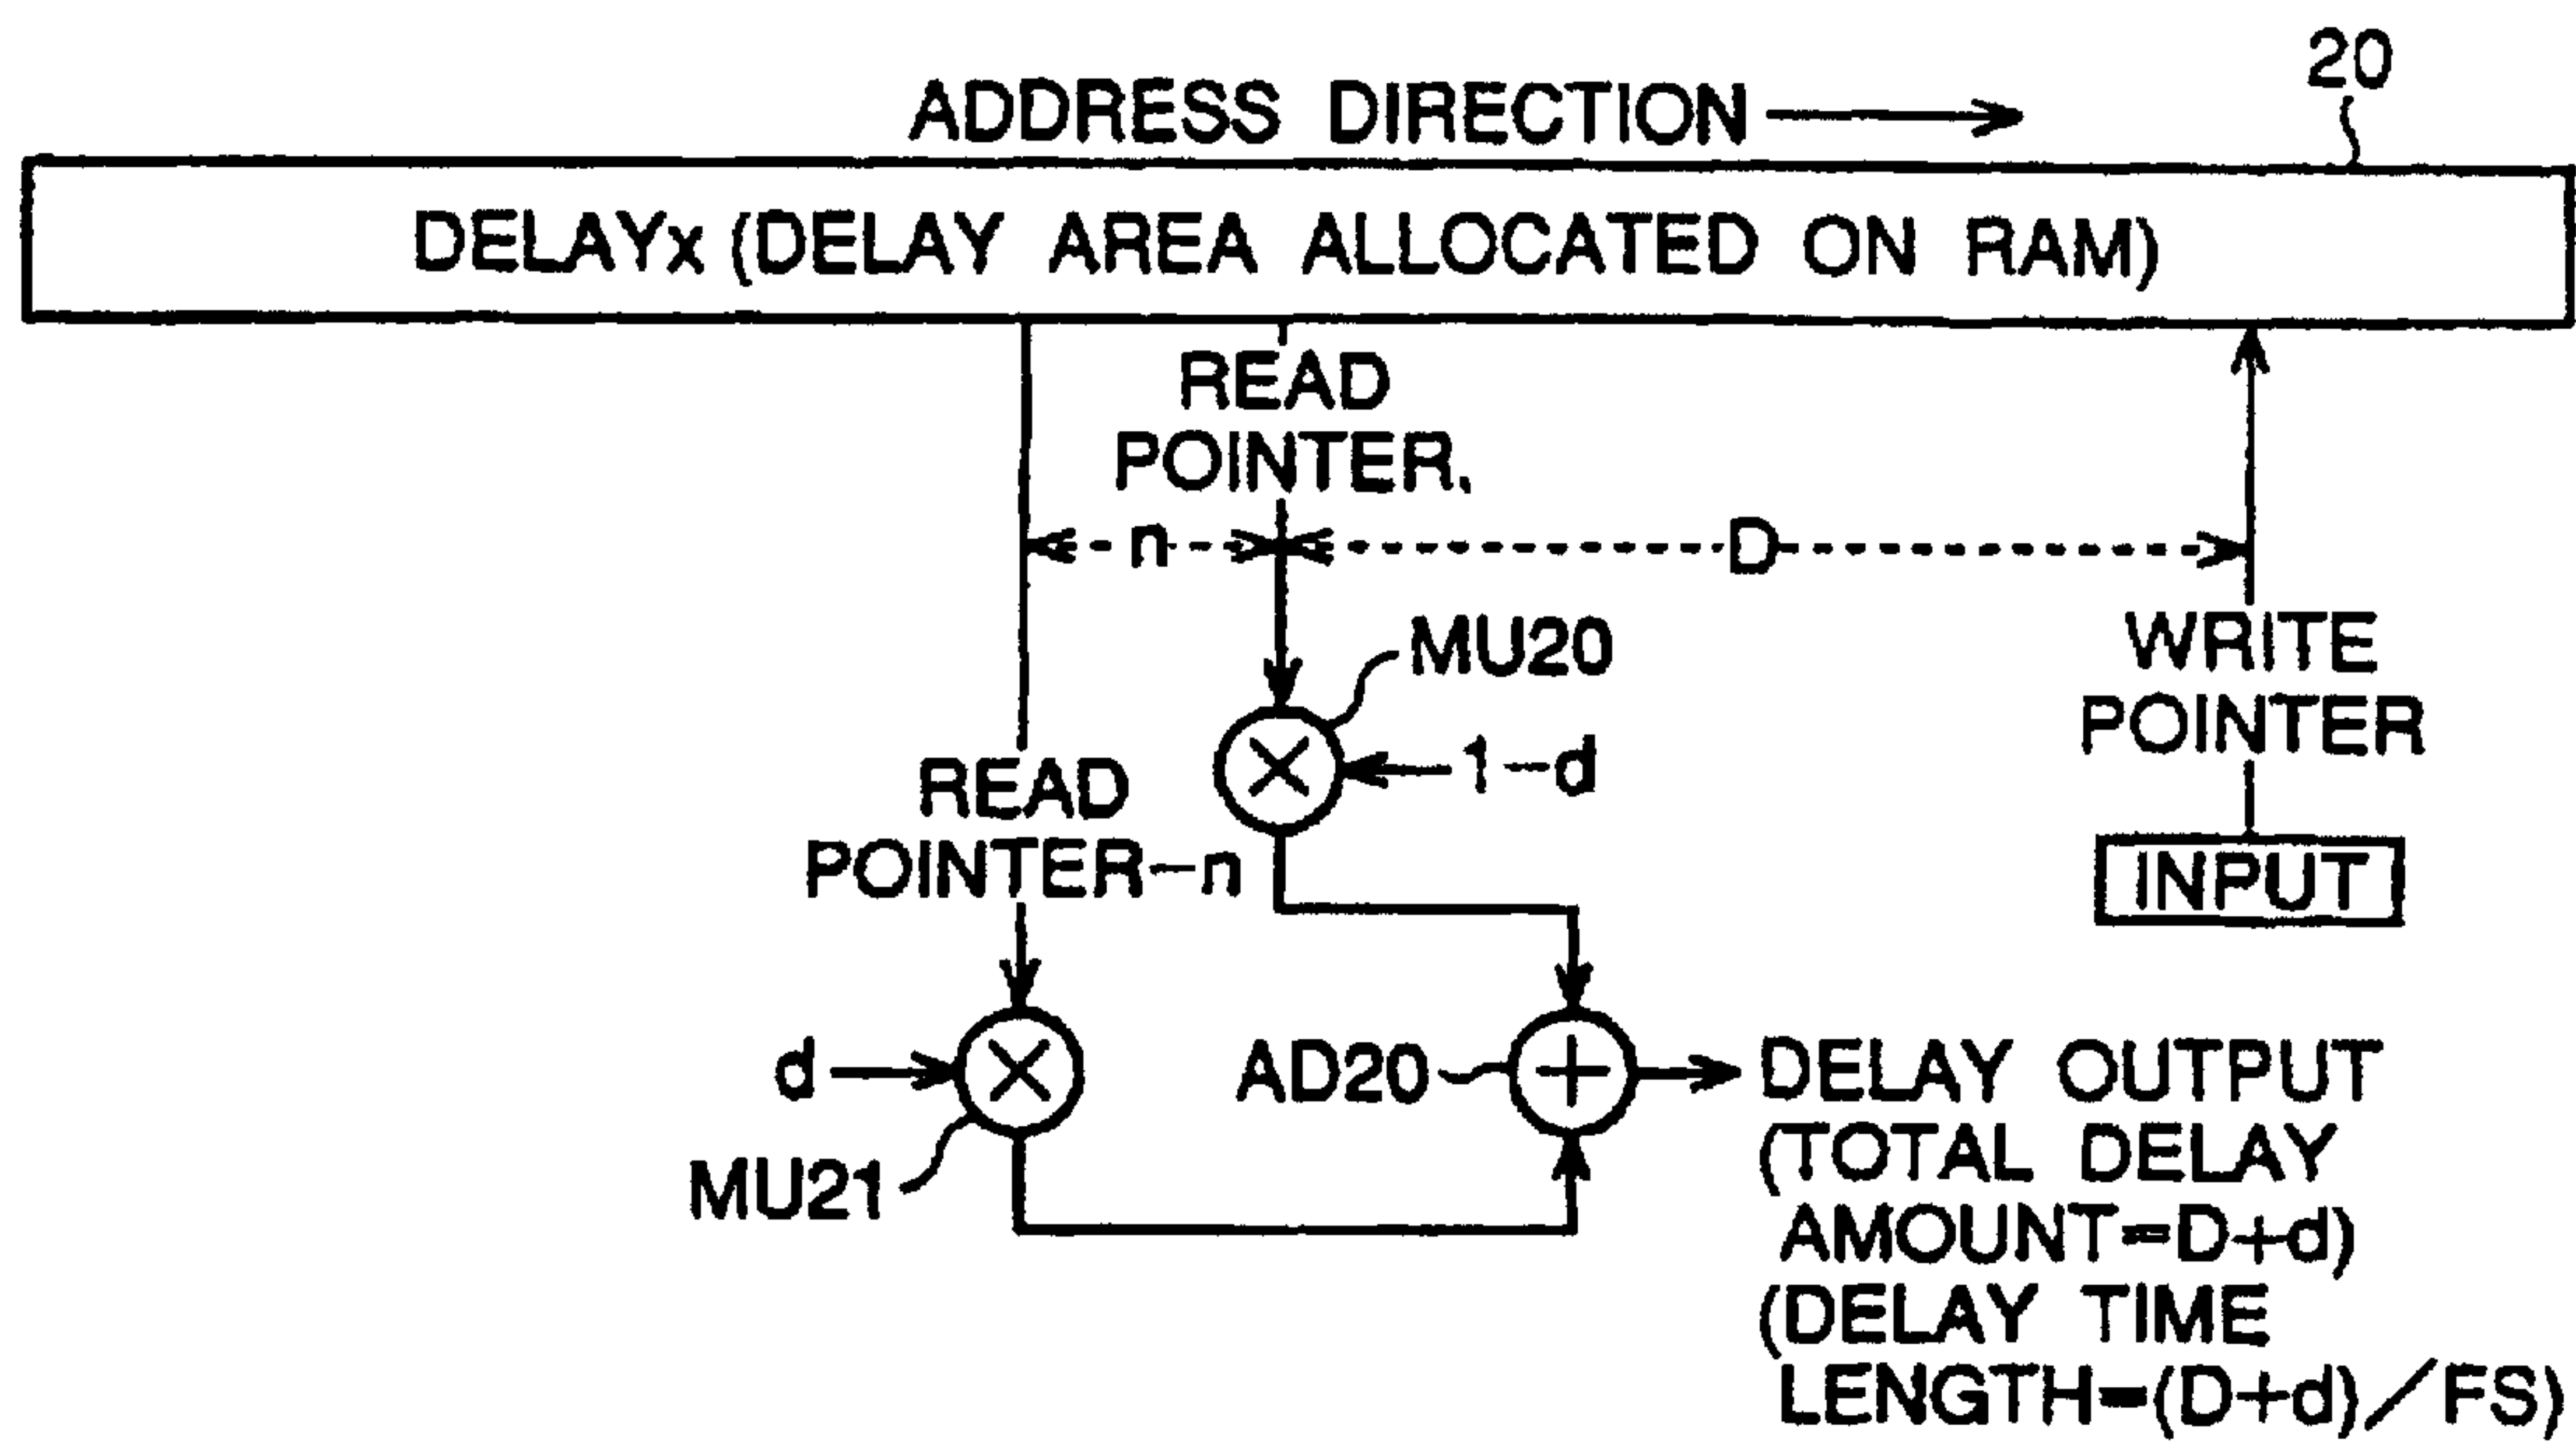 20
ADDRESS DIRECTION
DELAYx (DELAY AREA ALLOCATED ON RAM)
READ
POINTER.
n
D
MU20
WRITE
POINTER
1-d
READ
POINTER-n
INPUT
d
AD20
MU21
DELAY OUTPUT
(TOTAL DELAY
AMOUNT=D+d)
(DELAY TIME
LENGTH=(D+d)/FS)